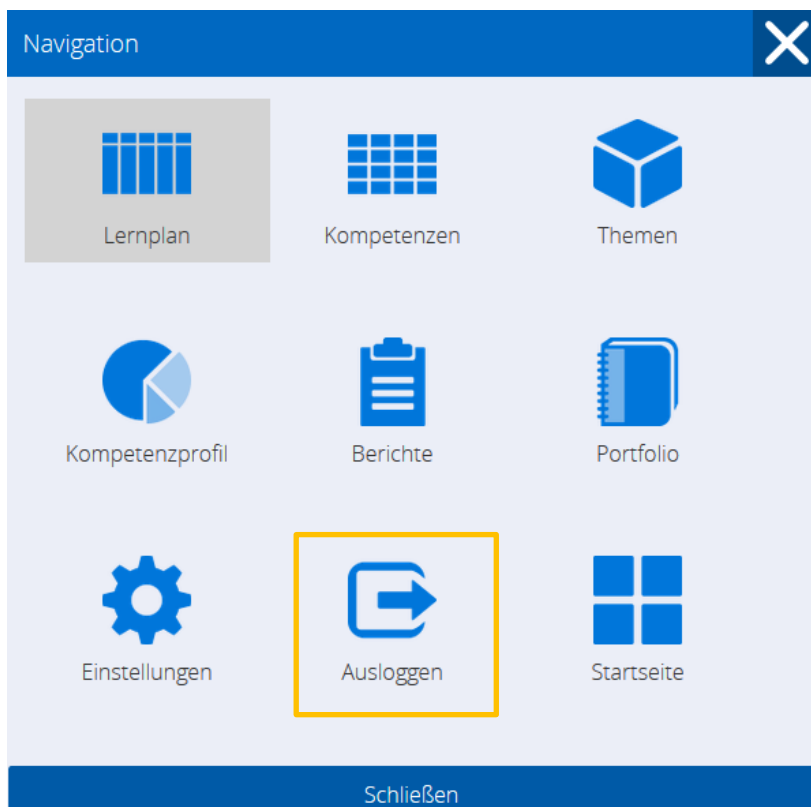 Navigation
Lernplan
Kompetenzen
Themen
Kompetenzprofil
Berichte
Portfolio
Einstellungen
Ausloggen
Startseite
Schließen